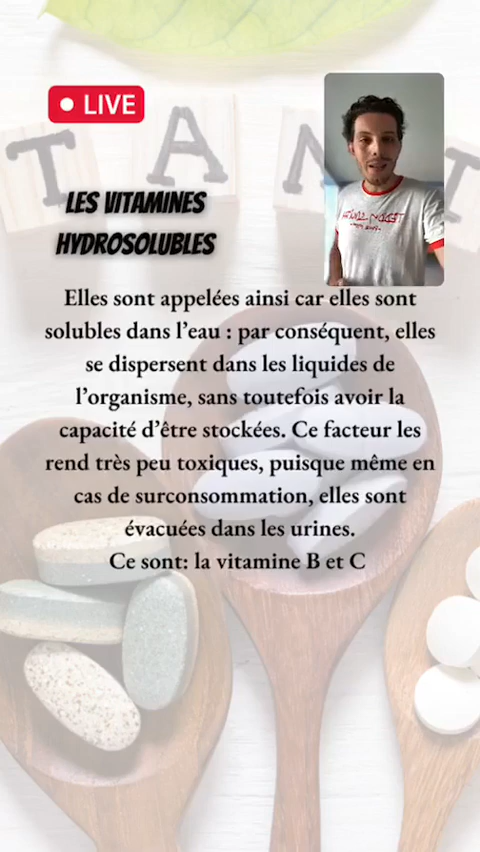 LIVE
T A N I
LES VITAMINES
HYDROSOLUBLES
Elles sont appelées ainsi car elles sont
solubles dans l'eau : par conséquent, elles
se dispersent dans les liquides de
l'organisme, sans toutefois avoir la
capacité d'être stockées. Ce facteur les
rend très peu toxiques, puisque même en
cas de surconsommation, elles sont
évacuées dans les urines.
Ce sont: la vitamine B et C